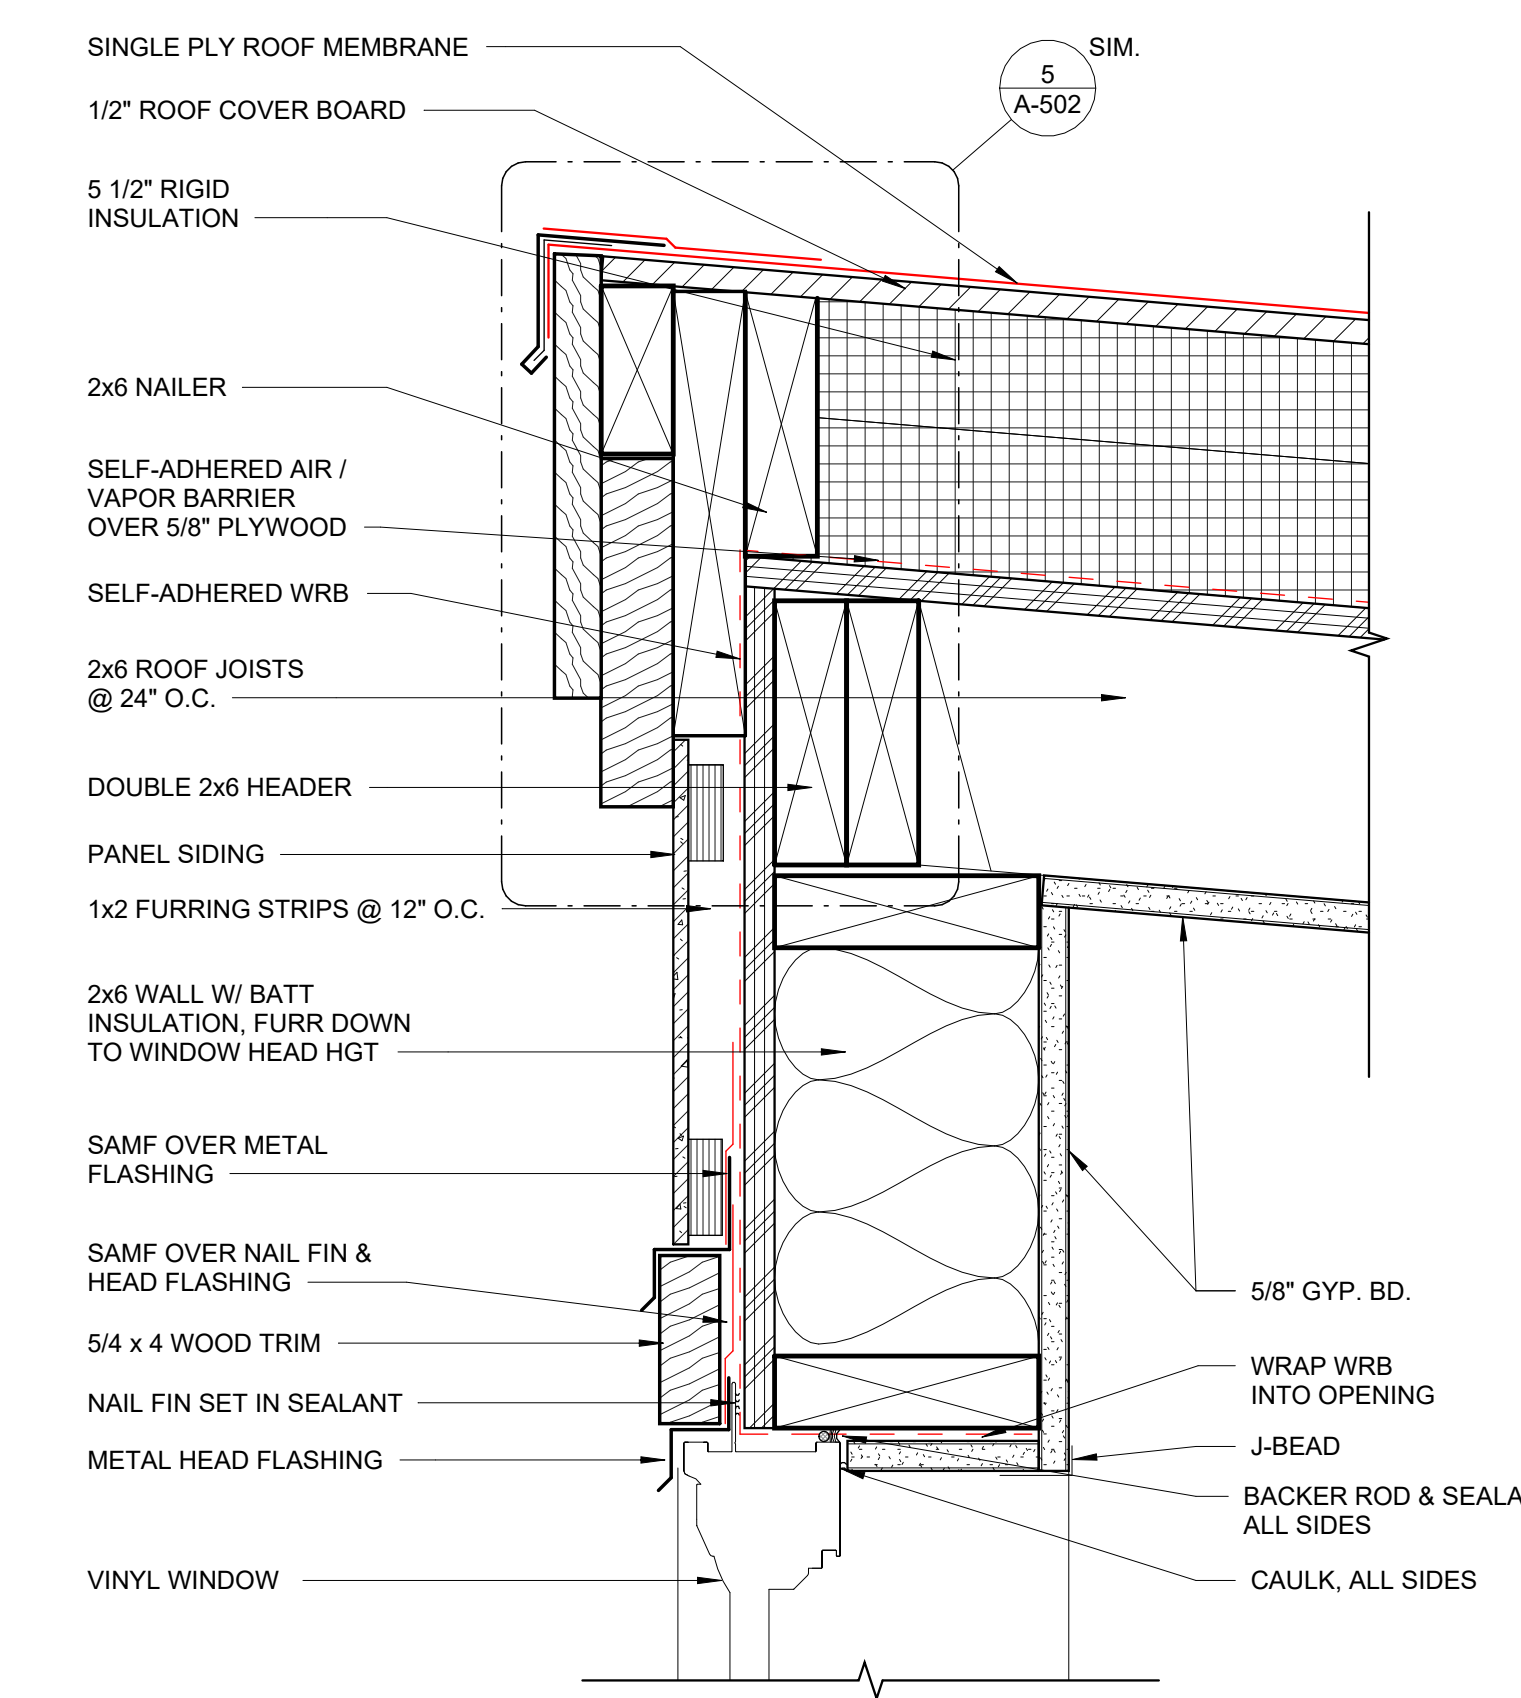 SINGLE PLY ROOF MEMBRANE
SIM.
5
A-502
1/2" ROOF COVER BOARD
5 1/2" RIGID
INSULATION
2x6 NAILER
SELF-ADHERED AIR /
VAPOR BARRIER
OVER 5/8" PLYWOOD
SELF-ADHERED WRB
2x6 ROOF JOISTS
@ 24" O.C.
DOUBLE 2x6 HEADER
PANEL SIDING
1x2 FURRING STRIPS @ 12" O.C.
2x6 WALL W/ BATT
INSULATION, FURR DOWN
TO WINDOW HEAD HGT
SAMF OVER METAL
FLASHING
SAMF OVER NAIL FIN &
HEAD FLASHING
5/4 x 4 WOOD TRIM
NAIL FIN SET IN SEALANT
METAL HEAD FLASHING
VINYL WINDOW
5/8" GYP. BD.
WRAP WRB
INTO OPENING
J-BEAD
BACKER ROD & SEALA
ALL SIDES
CAULK, ALL SIDES